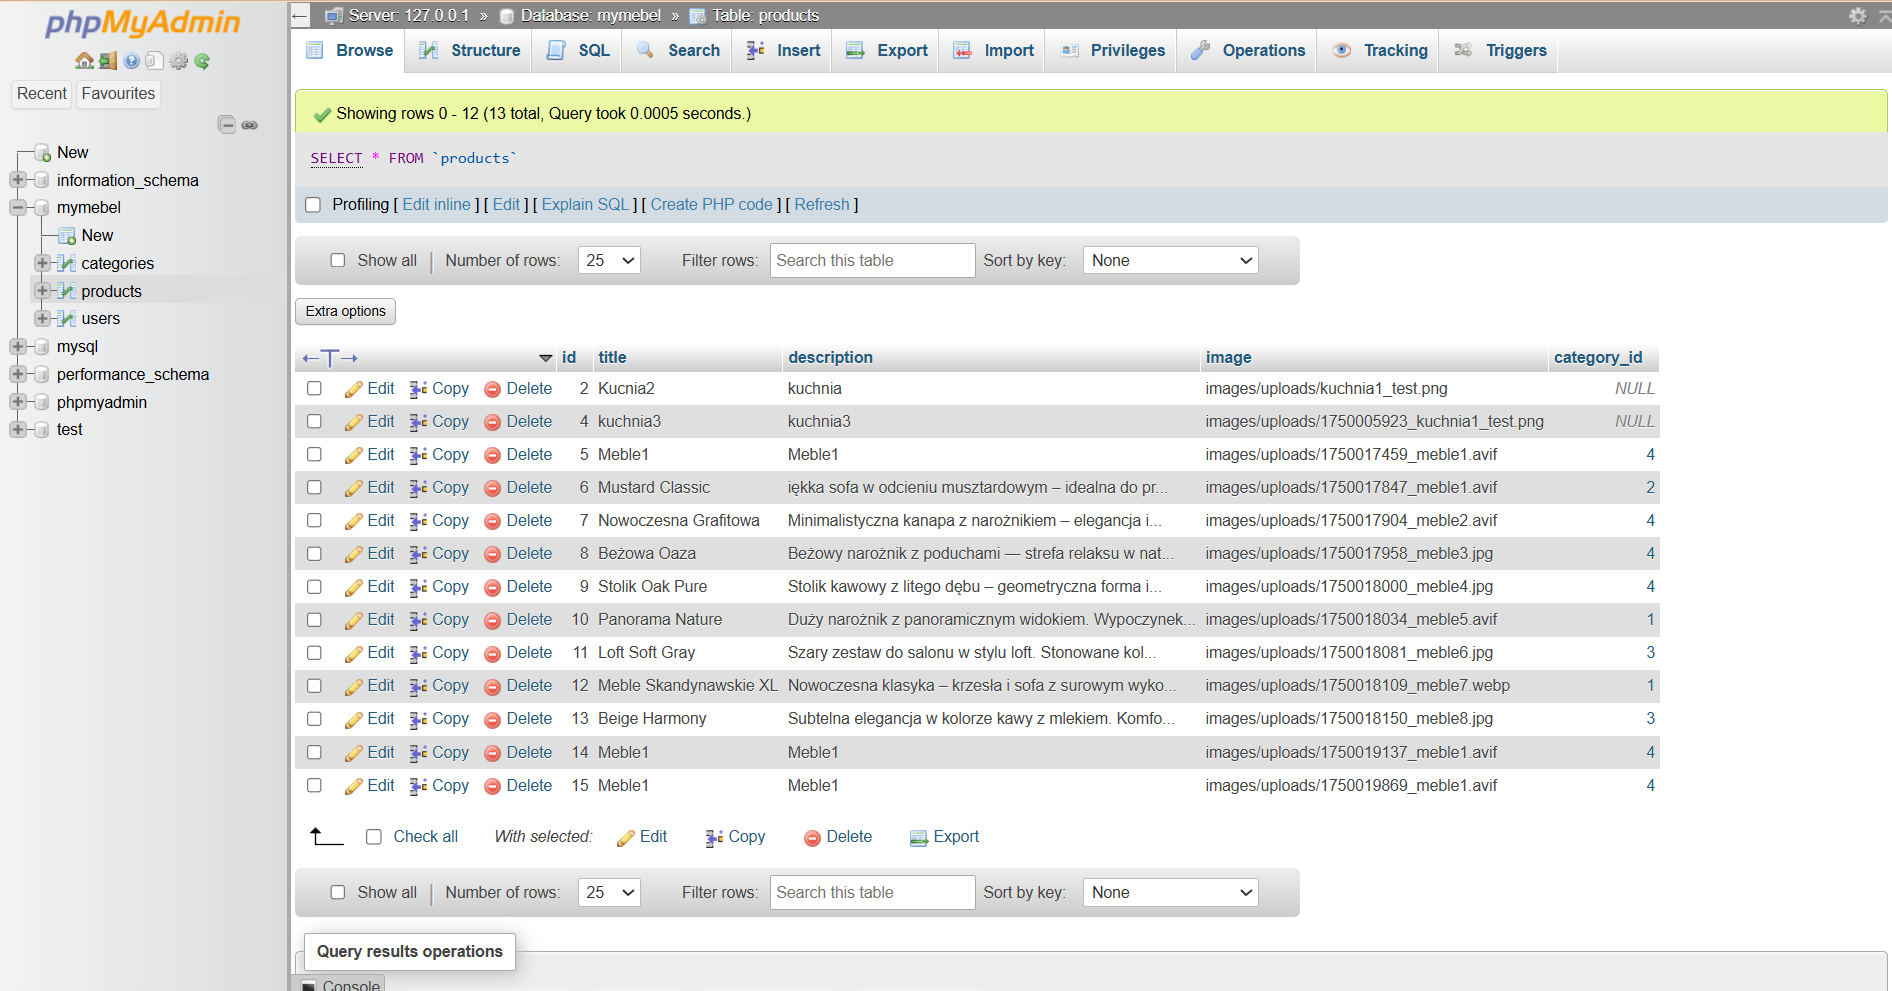 phpMyAdmin
Recent Favourites
New
information_schema
mymebel
New
categories
products
users
mysql
performance_schema
phpmyadmin
test
Server: 127.0.0.1 » Database: mymebel » Table: products
Browse Structure SQL Search Insert Export Import Privileges Operations Tracking Triggers
Showing rows 0 - 12 (13 total, Query took 0.0005 seconds.)
SELECT * FROM `products`
Profiling [ Edit inline ] [ Edit ] [ Explain SQL ] [ Create PHP code ] [ Refresh ]
Show all | Number of rows: 25 Filter rows: Search this table Sort by key: None
Extra options
←T→ id title description image category_id
Edit Copy Delete 2 Kucnia2 kuchnia images/uploads/kuchnia1_test.png NULL
Edit Copy Delete 4 kuchnia3 kuchnia3 images/uploads/1750005923_kuchnia1_test.png NULL
Edit Copy Delete 5 Meble1 Meble1 images/uploads/1750017459_meble1.avif 4
Edit Copy Delete 6 Mustard Classic iękka sofa w odcieniu musztardowym – idealna do pr... images/uploads/1750017847_meble1.avif 2
Edit Copy Delete 7 Nowoczesna Grafitowa Minimalistyczna kanapa z narożnikiem – elegancja i... images/uploads/1750017904_meble2.avif 4
Edit Copy Delete 8 Beżowa Oaza Beżowy narożnik z poduchami — strefa relaksu w nat... images/uploads/1750017958_meble3.jpg 4
Edit Copy Delete 9 Stolik Oak Pure Stolik kawowy z litego dębu – geometryczna forma i... images/uploads/1750018000_meble4.jpg 4
Edit Copy Delete 10 Panorama Nature Duży narożnik z panoramicznym widokiem. Wypoczynek... images/uploads/1750018034_meble5.avif 1
Edit Copy Delete 11 Loft Soft Gray Szary zestaw do salonu w stylu loft. Stonowane kol... images/uploads/1750018081_meble6.jpg 3
Edit Copy Delete 12 Meble Skandynawskie XL Nowoczesna klasyka – krzesła i sofa z surowym wyko... images/uploads/1750018109_meble7.webp 1
Edit Copy Delete 13 Beige Harmony Subtelna elegancja w kolorze kawy z mlekiem. Komfo... images/uploads/1750018150_meble8.jpg 3
Edit Copy Delete 14 Meble1 Meble1 images/uploads/1750019137_meble1.avif 4
Edit Copy Delete 15 Meble1 Meble1 images/uploads/1750019869_meble1.avif 4
Check all With selected: Edit Copy Delete Export
Show all | Number of rows: 25 Filter rows: Search this table Sort by key: None
Query results operations
Console